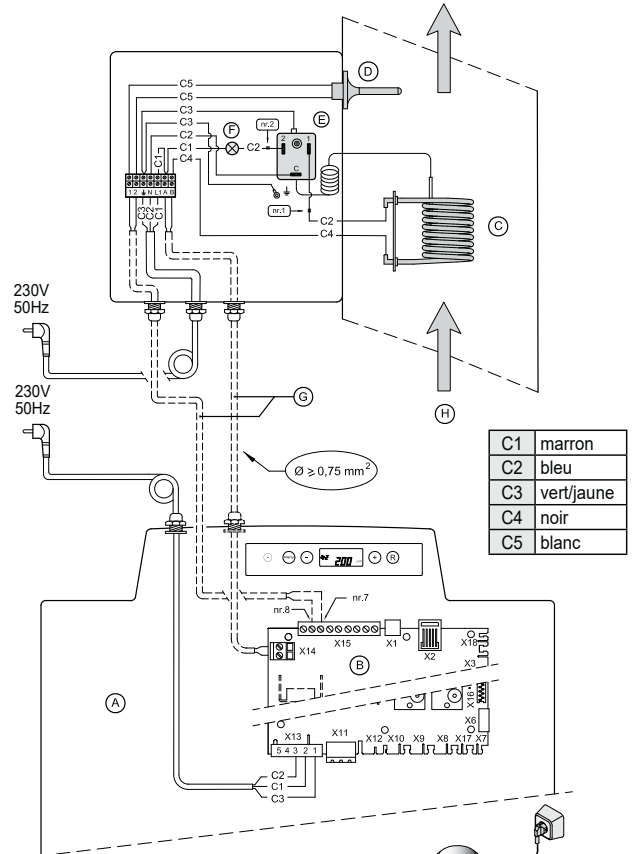 C5
D
C5
C3
E
C3
F
nr.2
C2
2
1
C1
C2
C1
C4
C
1 2 N L1 A B
nr.1
C2
C3
C2
C1
C4
C
230V
50Hz
230V
50Hz
G
H
Ø ≥ 0,75 mm²
C1 marron
C2 bleu
C3 vert/jaune
C4 noir
C5 blanc
200
R
nr.8
nr.7
X14
X15
X1
X2
X18
B
X3
X16
A
X6
X13
X11
X12 X10 X9 X8 X17 X7
5 4 3 2 1
C2
C1
C3